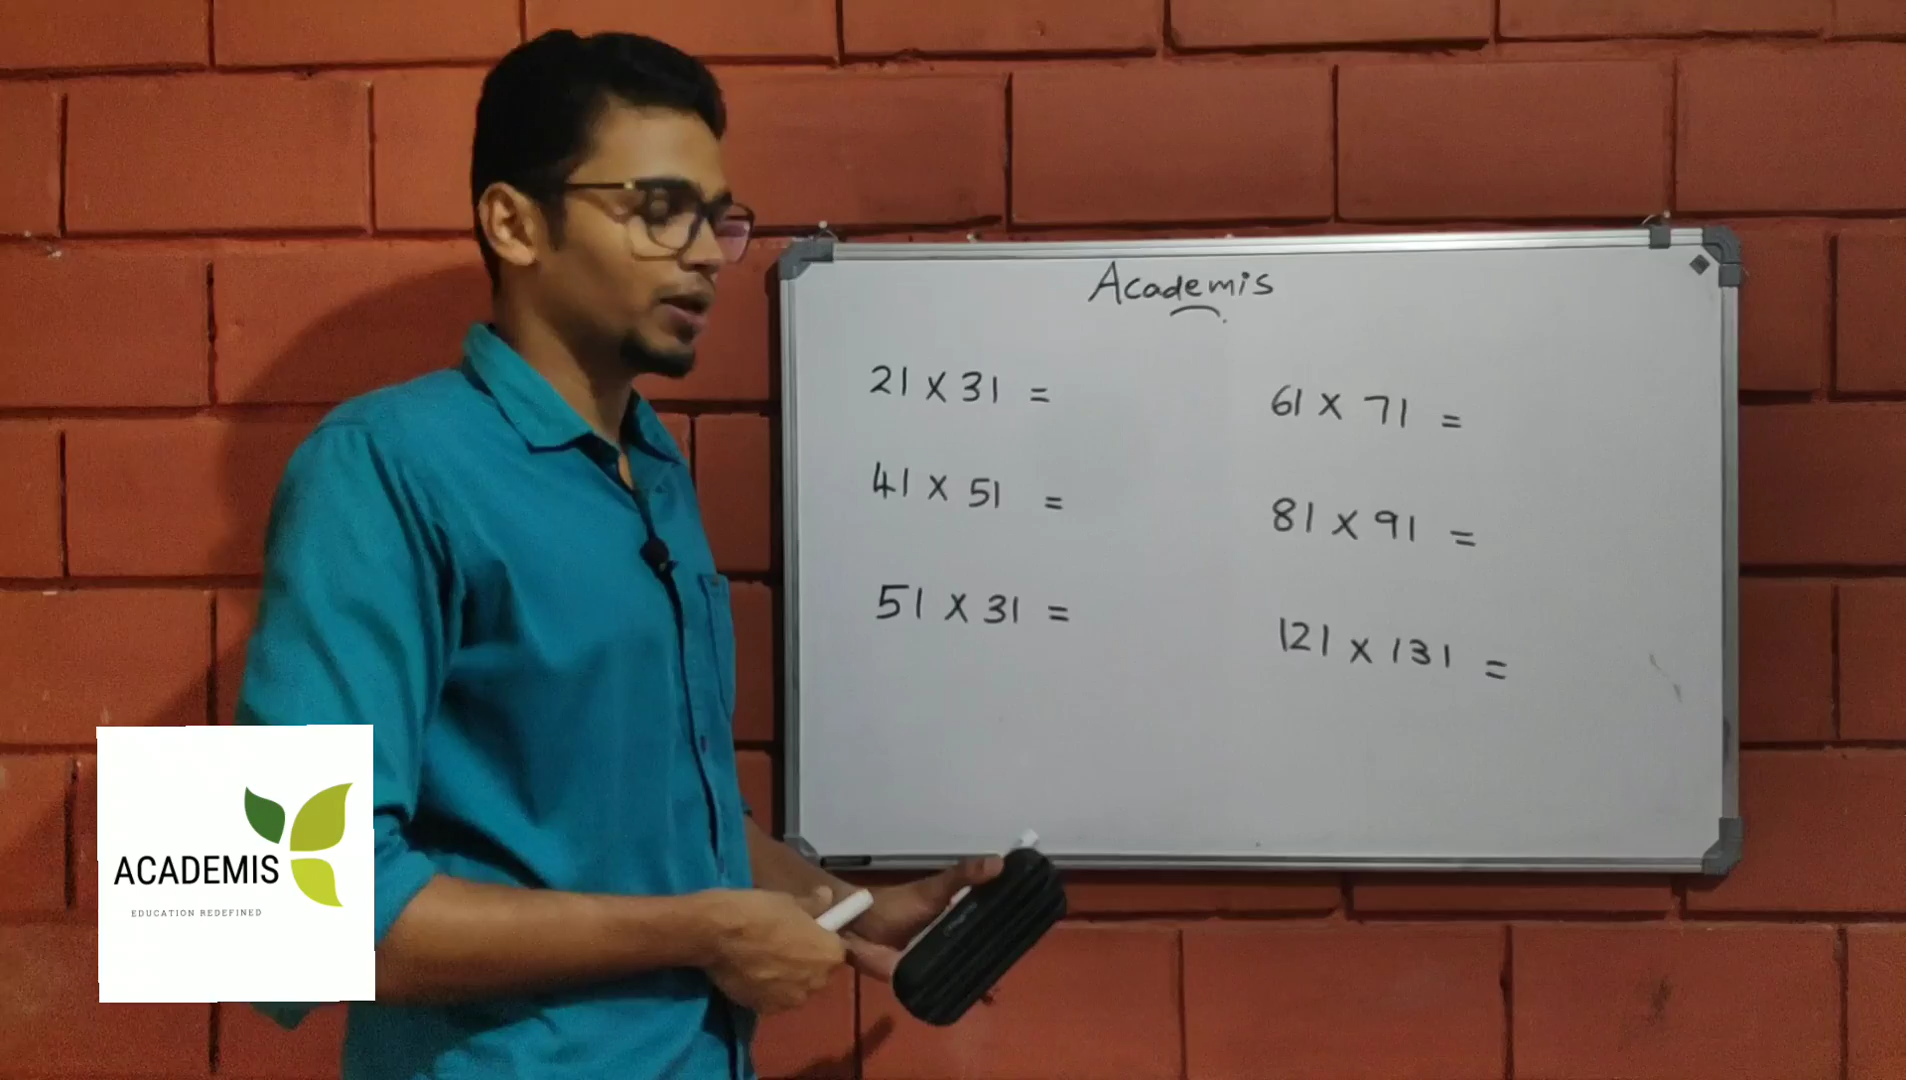 Academis
21 x 31 =
41 x 51 =
51 x 31 =
61 x 71 =
81 x 91 =
121 x 131 =
ACADEMIS
EDUCATION REDEFINED